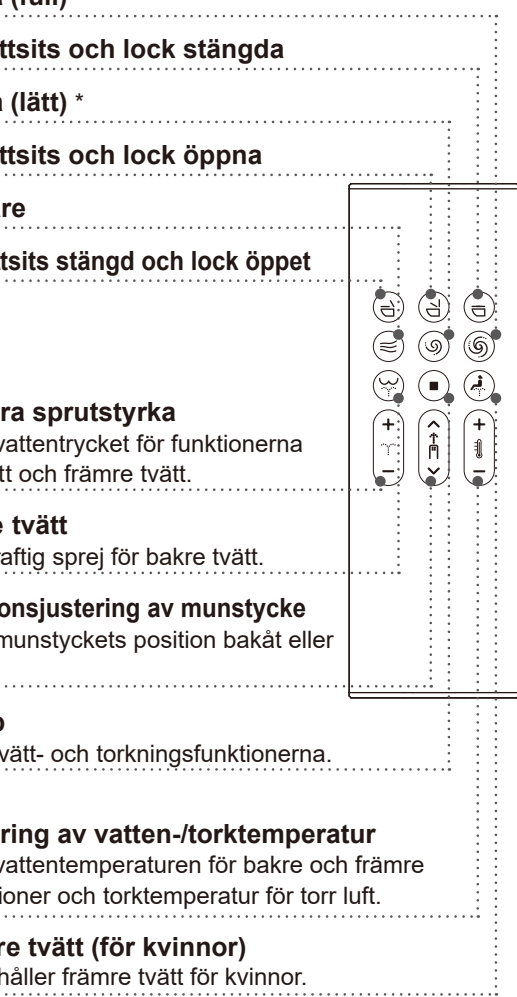 (full)
ttsits och lock stängda
(lätt) *
ttsits och lock öppna
re
tsits stängd och lock öppet
ra sprutstyrka
vattentrycket för funktionerna
tt och främre tvätt.
e tvätt
raftig sprej för bakre tvätt.
onsjustering av munstycke
munstyckets position bakåt eller
vätt- och torkningsfunktionerna.
ring av vatten-/torktemperatur
vattentemperaturen för bakre och främre
ioner och torktemperatur för torr luft.
re tvätt (för kvinnor)
håller främre tvätt för kvinnor.